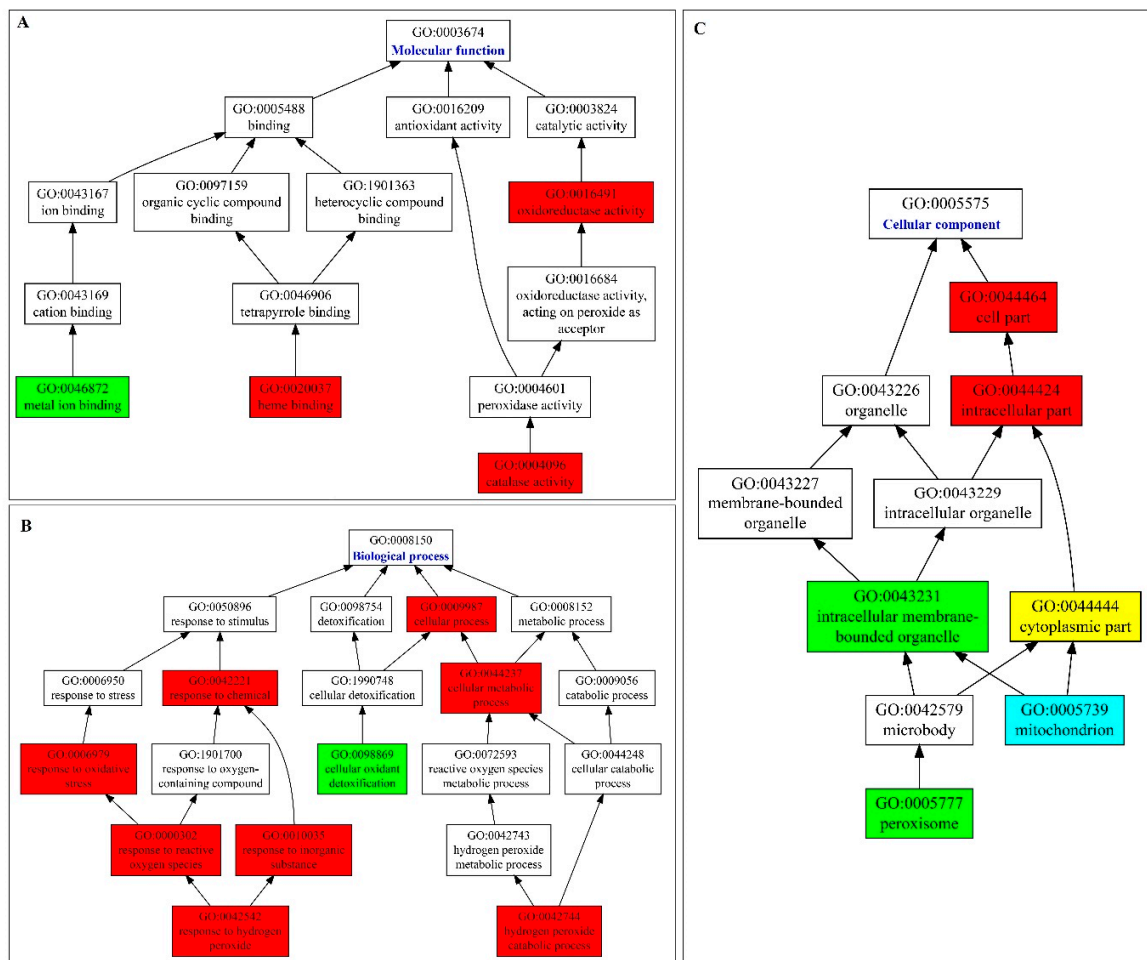 A
GO:0003674
Molecular function
GO:0005488
binding
GO:0016209
antioxidant activity
GO:0003824
catalytic activity
GO:0043167
ion binding
GO:0097159
organic cyclic compound
binding
GO:1901363
heterocyclic compound
binding
GO:0016491
oxidoreductase activity
GO:0043169
cation binding
GO:0046906
tetrapyrrole binding
GO:0016684
oxidoreductase activity,
acting on peroxide as
acceptor
GO:0046872
metal ion binding
GO:0020037
heme binding
GO:0004601
peroxidase activity
GO:0004096
catalase activity
B
GO:0008150
Biological process
GO:0050896
response to stimulus
GO:0098754
detoxification
GO:0009987
cellular process
GO:0008152
metabolic process
GO:0006950
response to stress
GO:0042221
response to chemical
GO:1990748
cellular detoxification
GO:0044237
cellular metabolic
process
GO:0009056
catabolic process
GO:0006979
response to oxidative
stress
GO:1901700
response to oxygen-
containing compound
GO:0098869
cellular oxidant
detoxification
GO:0072593
reactive oxygen species
metabolic process
GO:0044248
cellular catabolic
process
GO:0000302
response to reactive
oxygen species
GO:0010035
response to inorganic
substance
GO:0042743
hydrogen peroxide
metabolic process
GO:0042542
response to hydrogen
peroxide
GO:0042744
hydrogen peroxide
catabolic process
C
GO:0005575
Cellular component
GO:0044464
cell part
GO:0043226
organelle
GO:0044424
intracellular part
GO:0043227
membrane-bounded
organelle
GO:0043229
intracellular organelle
GO:0043231
intracellular membrane-
bounded organelle
GO:0044444
cytoplasmic part
GO:0042579
microbody
GO:0005739
mitochondrion
GO:0005777
peroxisome